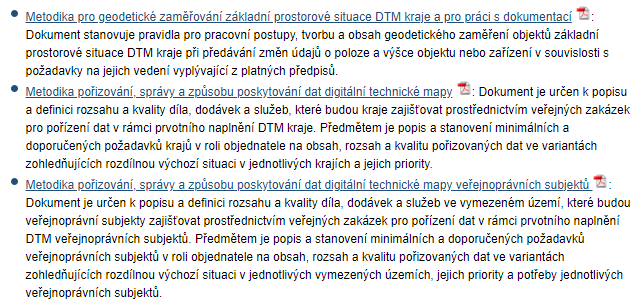 Metodika pro geodetické zaměřování základní prostorové situace DTM kraje a pro práci s dokumentací :
Dokument stanovuje pravidla pro pracovní postupy, tvorbu a obsah geodetického zaměření objektů základní
prostorové situace DTM kraje při předávání změn údajů o poloze a výšce objektu nebo zařízení v souvislosti s
požadavky na jejich vedení vyplývající z platných předpisů.
Metodika pořizování, správy a způsobu poskytování dat digitální technické mapy : Dokument je určen k popisu
a definici rozsahu a kvality díla, dodávek a služeb, které budou kraje zajišťovat prostřednictvím veřejných zakázek
pro pořízení dat v rámci prvotního naplnění DTM kraje. Předmětem je popis a stanovení minimálních a
doporučených požadavků krajů v roli objednatele na obsah, rozsah a kvalitu pořizovaných dat ve variantách
zohledňujících rozdílnou výchozí situaci v jednotlivých krajích a jejich priority.
Metodika pořizování, správy a způsobu poskytování dat digitální technické mapy veřejnoprávních subjektů :
Dokument je určen k popisu a definici rozsahu a kvality díla, dodávek a služeb ve vymezeném území, které budou
veřejnoprávní subjekty zajišťovat prostřednictvím veřejných zakázek pro pořízení dat v rámci prvotního naplnění
DTM veřejnoprávních subjektů. Předmětem je popis a stanovení minimálních a doporučených požadavků
veřejnoprávních subjektů v roli objednatele na obsah, rozsah a kvalitu pořizovaných dat ve variantách
zohledňujících rozdílnou výchozí situaci v jednotlivých vymezených územích, jejich priority a potřeby jednotlivých
veřejnoprávních subjektů.